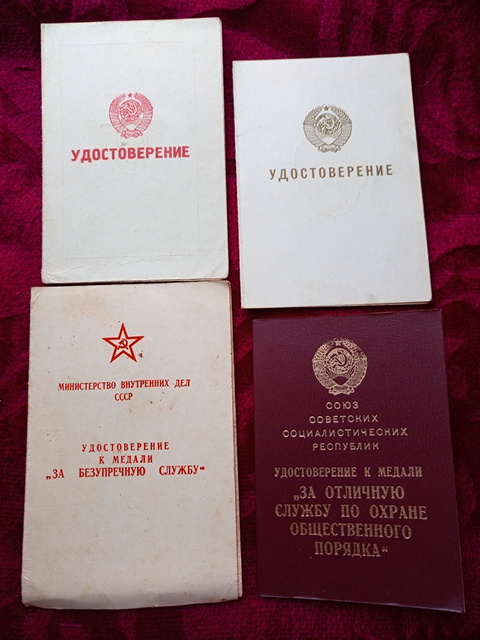 УДОСТОВЕРЕНИЕ
УДОСТОВЕРЕНИЕ
МИНИСТЕРСТВО ВНУТРЕННИХ ДЕЛ
СССР
УДОСТОВЕРЕНИЕ
К МЕДАЛИ
„ЗА БЕЗУПРЕЧНУЮ СЛУЖБУ“
СОЮЗ
СОВЕТСКИХ
СОЦИАЛИСТИЧЕСКИХ
РЕСПУБЛИК
УДОСТОВЕРЕНИЕ К МЕДАЛИ
„ЗА ОТЛИЧНУЮ
СЛУЖБУ ПО ОХРАНЕ
ОБЩЕСТВЕННОГО
ПОРЯДКА“